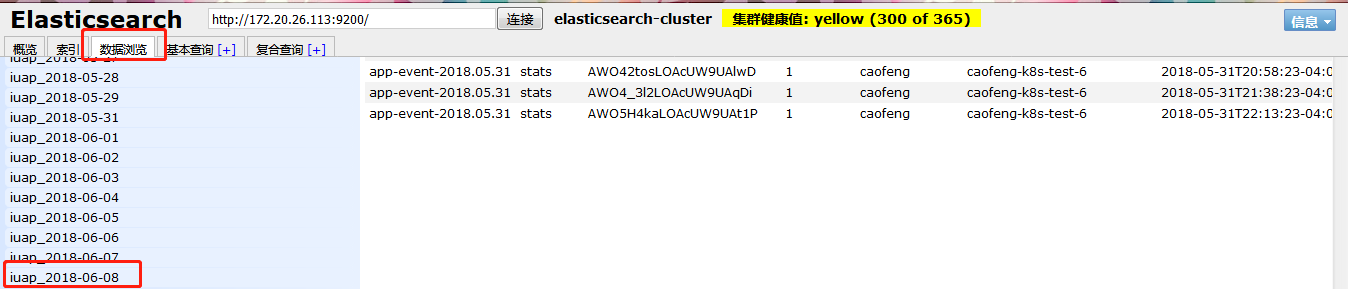 Elasticsearch http://172.20.26.113:9200/ 连接 elasticsearch-cluster 集群健康值: yellow (300 of 365) 信息
概览 索引 数据浏览 基本查询 [+] 复合查询 [+]
iuap_2018-05-28
iuap_2018-05-29
iuap_2018-05-31
iuap_2018-06-01
iuap_2018-06-02
iuap_2018-06-03
iuap_2018-06-04
iuap_2018-06-05
iuap_2018-06-06
iuap_2018-06-07
iuap_2018-06-08
app-event-2018.05.31 stats AWO42tosLOAcUW9UAlwD 1 caofeng caofeng-k8s-test-6 2018-05-31T20:58:23-04:0
app-event-2018.05.31 stats AWO4_3l2LOAcUW9UAqDi 1 caofeng caofeng-k8s-test-6 2018-05-31T21:38:23-04:0
app-event-2018.05.31 stats AWO5H4kaLOAcUW9UAt1P 1 caofeng caofeng-k8s-test-6 2018-05-31T22:13:23-04:0